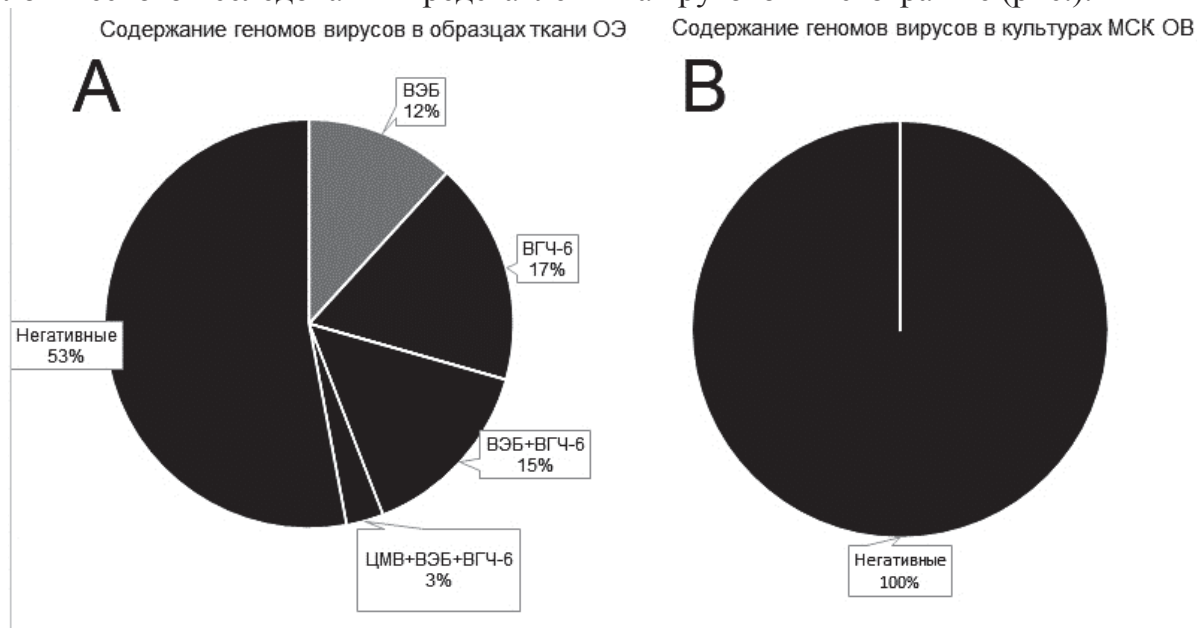 Содержание геномов вирусов в образцах ткани ОЭ
Содержание геномов вирусов в культурах МСК ОВ
A
ВЭБ
12%
ВГЧ-6
17%
ВЭБ+ВГЧ-6
15%
ЦМВ+ВЭБ+ВГЧ-6
3%
Негативные
53%
B
Негативные
100%